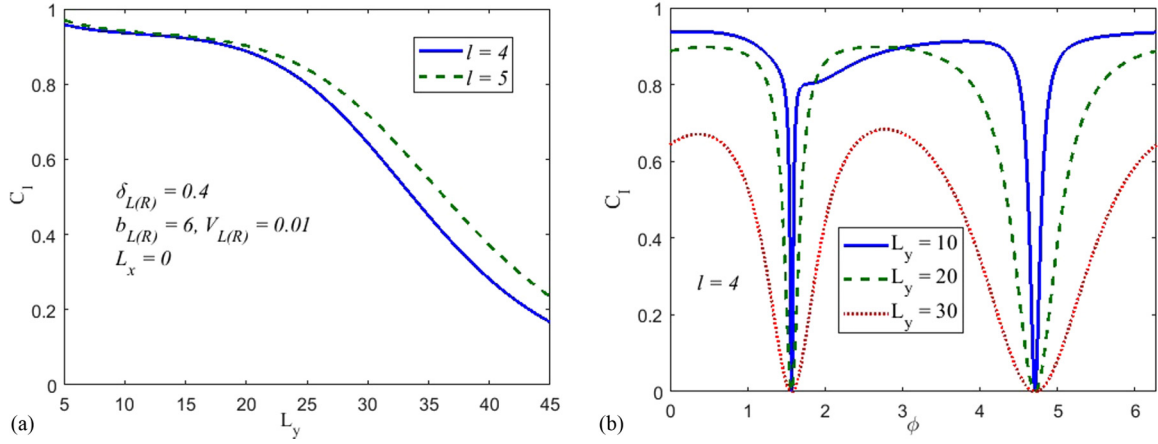 1
0.8
0.6
0.4
0.2
0
C_l
l = 4
l = 5
δ_L(R) = 0.4
b_L(R) = 6, V_L(R) = 0.01
L_x = 0
5 10 15 20 25 30 35 40 45
L_y
(a)
1
0.8
0.6
0.4
0.2
0
C_l
l = 4
L_y = 10
L_y = 20
L_y = 30
0 1 2 3 4 5 6
ϕ
(b)